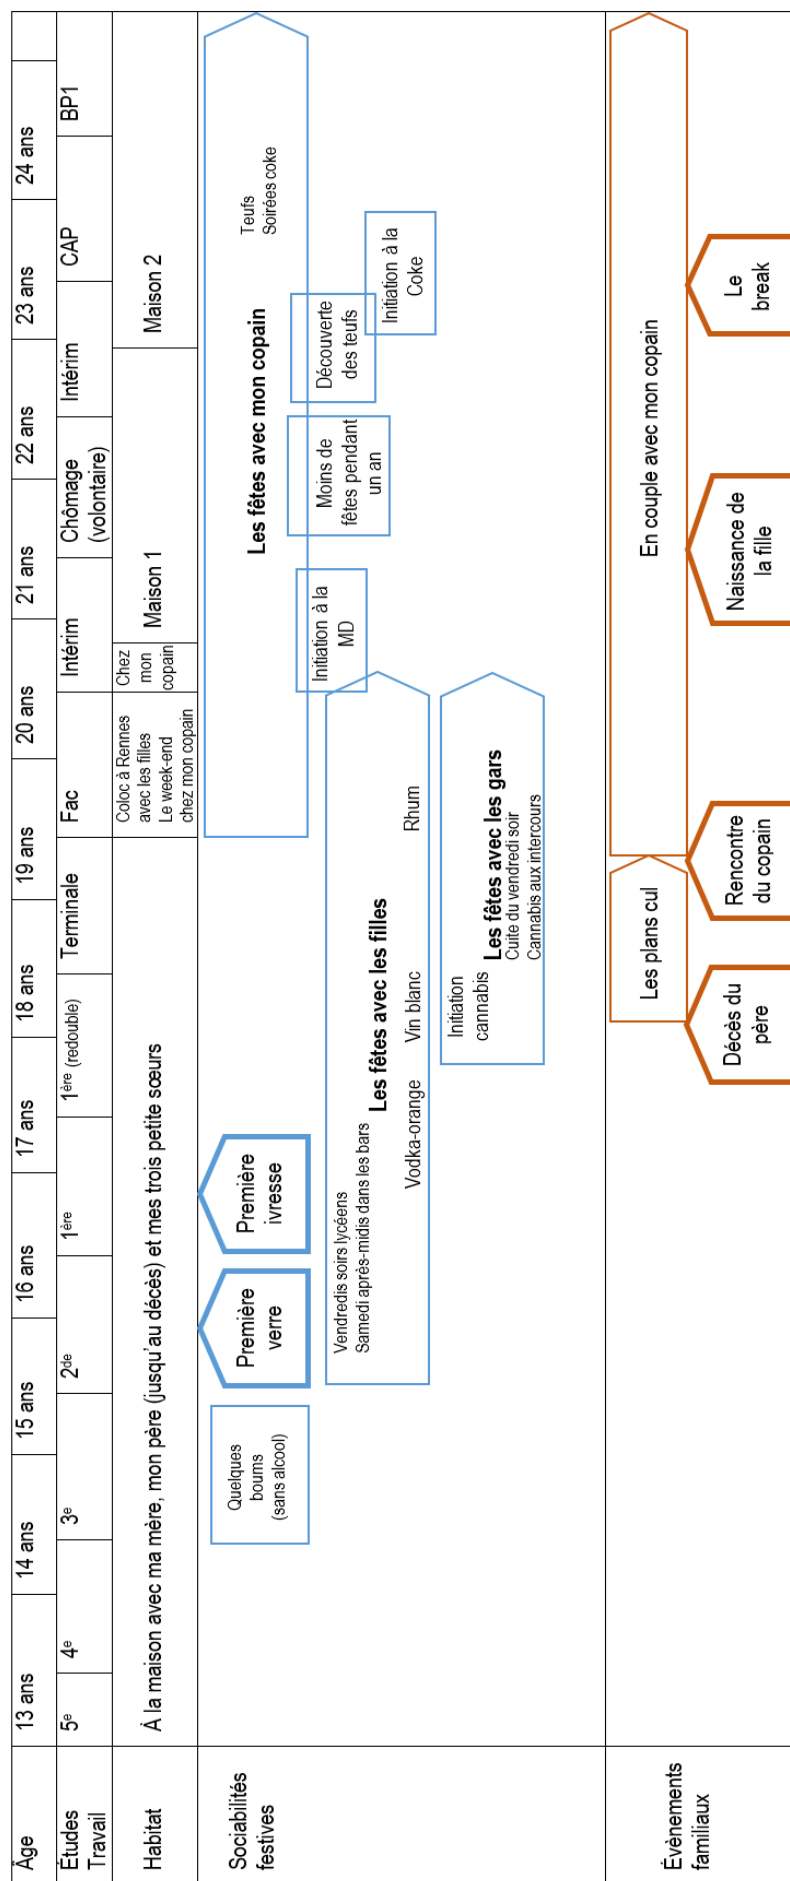 Âge
13 ans
14 ans
15 ans
16 ans
17 ans
18 ans
19 ans
20 ans
21 ans
22 ans
23 ans
24 ans
Études
Travail
5e
4e
3e
2de
1ère
1ère (redouble)
Terminale
Fac
Intérim
Chômage
(volontaire)
Intérim
CAP
BP1
Habitat
À la maison avec ma mère, mon père (jusqu'au décès) et mes trois petite sœurs
Coloc à Rennes
avec les filles
Le week-end
chez mon copain
Chez
mon
copain
Maison 1
Maison 2
Sociabilités
festives
Quelques
boums
(sans alcool)
Première
verre
Première
ivresse
Les fêtes avec mon copain
Teufs
Soirées coke
Initiation à la
MD
Moins de
fêtes pendant
un an
Découverte
des teufs
Initiation à la
Coke
Vendredis soirs lycéens
Samedi après-midis dans les bars
Les fêtes avec les filles
Vodka-orange
Vin blanc
Rhum
Initiation
cannabis
Les fêtes avec les gars
Cuite du vendredi soir
Cannabis aux intercours
Évènements
familiaux
Les plans cul
En couple avec mon copain
Décès du
père
Rencontre
du copain
Naissance de
la fille
Le
break